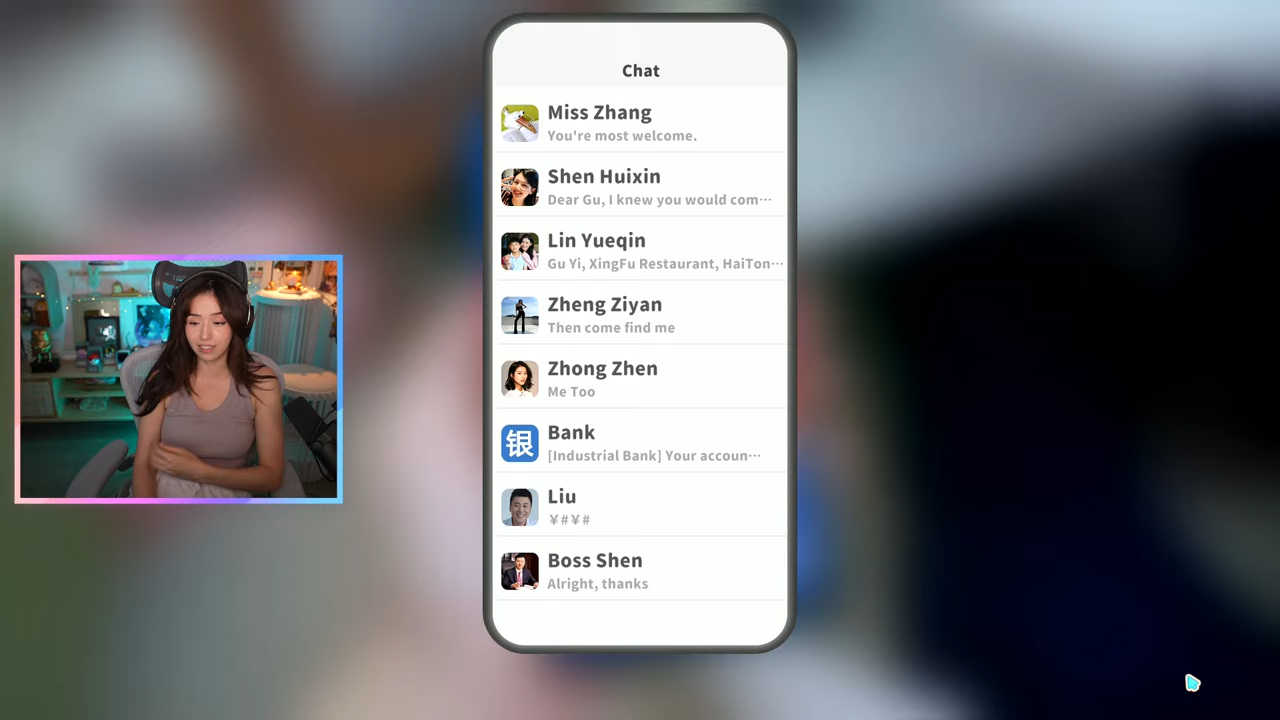 Chat
Miss Zhang
You're most welcome.
Shen Huixin
Dear Gu, I knew you would com···
Lin Yueqin
Gu Yi, XingFu Restaurant, HaiTon···
Zheng Ziyan
Then come find me
Zhong Zhen
Me Too
银
Bank
[Industrial Bank] Your accoun···
Liu
¥#¥#
Boss Shen
Alright, thanks